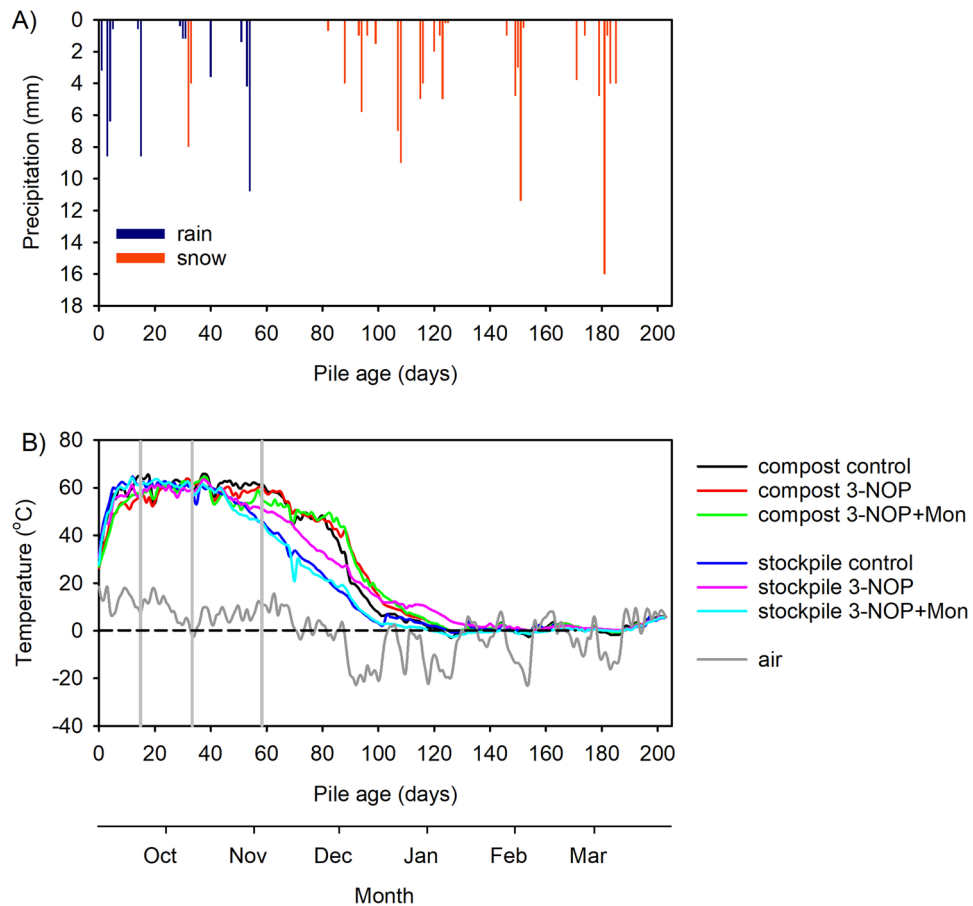 A)
Precipitation (mm)
0
2
4
6
8
10
12
14
16
18
rain
snow
0 20 40 60 80 100 120 140 160 180 200
Pile age (days)
B)
Temperature (°C)
80
60
40
20
0
-20
-40
0 20 40 60 80 100 120 140 160 180 200
Pile age (days)
compost control
compost 3-NOP
compost 3-NOP+Mon
stockpile control
stockpile 3-NOP
stockpile 3-NOP+Mon
air
Oct Nov Dec Jan Feb Mar
Month